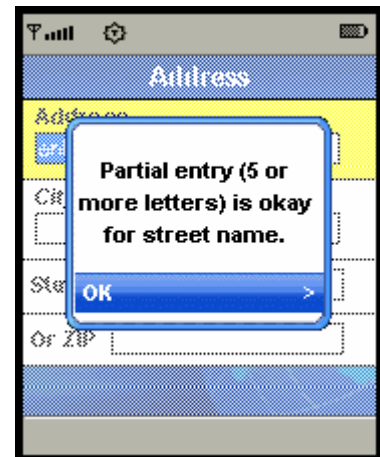 Address
Partial entry (5 or
more letters) is okay
for street name.
OK >
Or ZIP